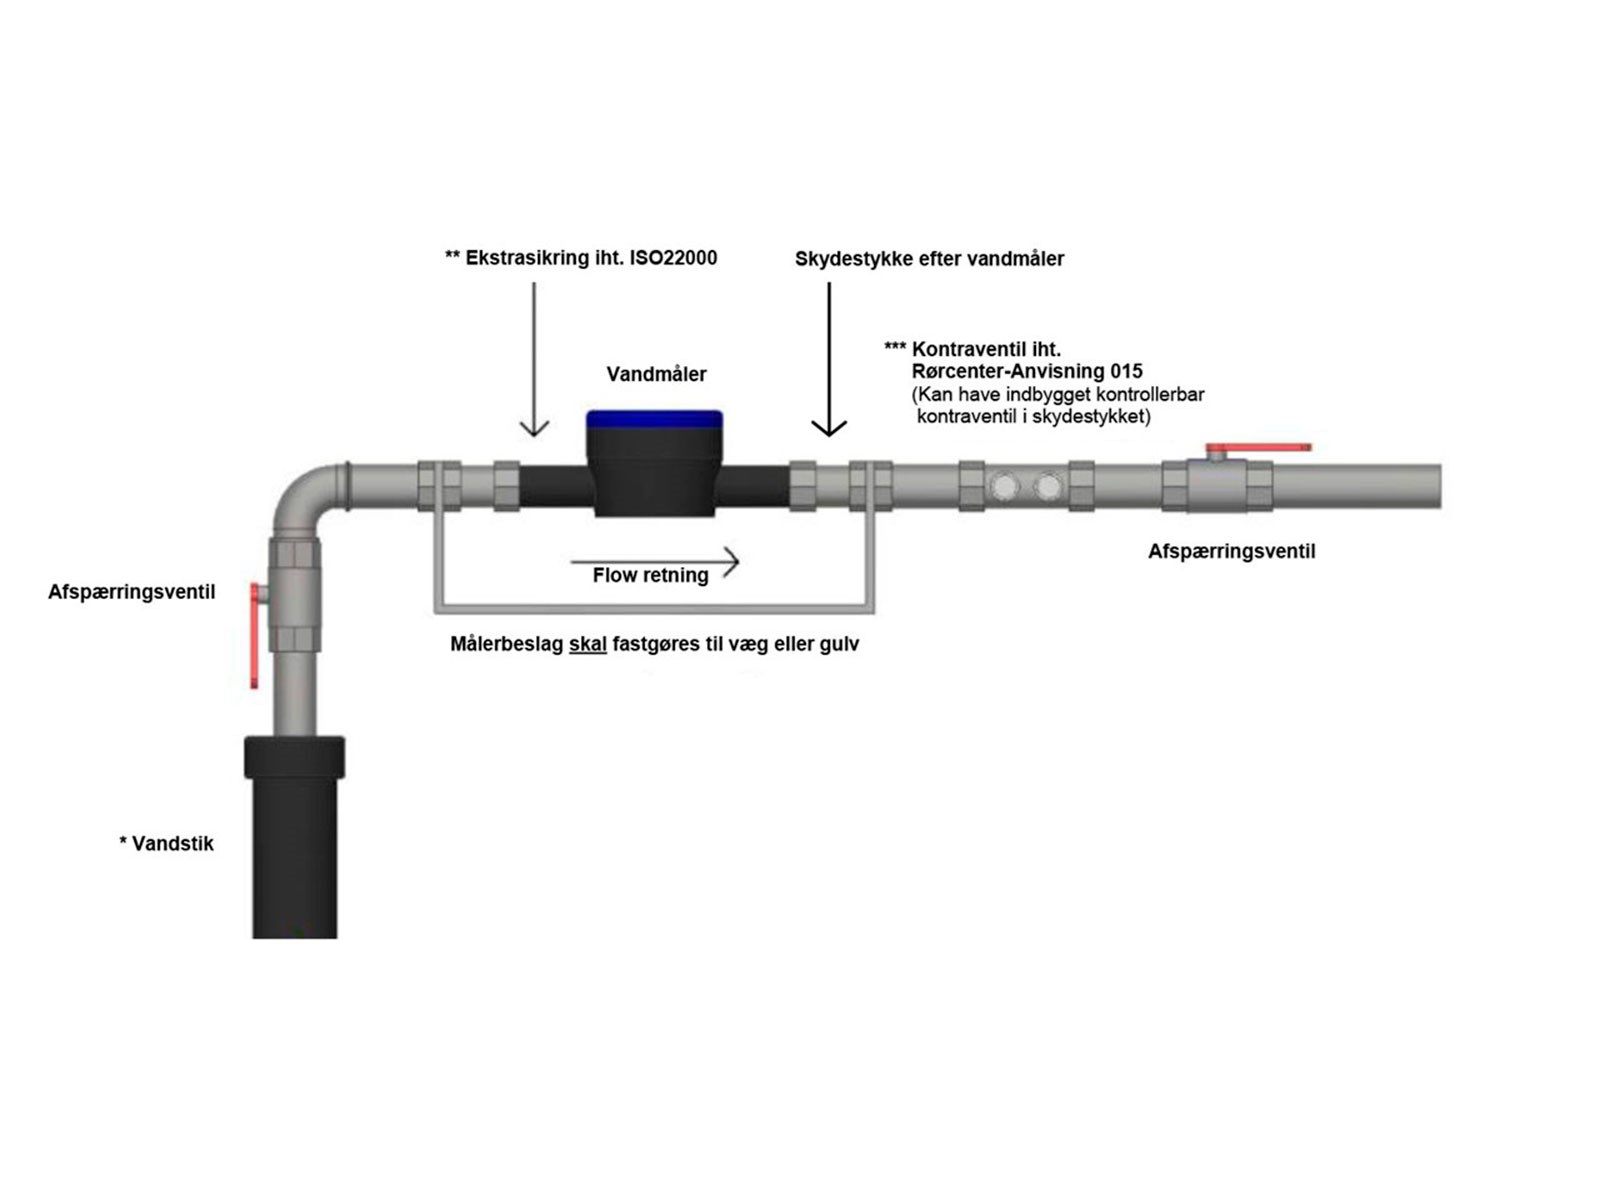 ** Ekstrasikring iht. ISO22000
Skydestykke efter vandmåler
*** Kontraventil iht.
Rørcenter-Anvisning 015
(Kan have indbygget kontrollerbar
kontraventil i skydestykket)
Vandmåler
Flow retning
Afspærringsventil
Afspærringsventil
Målerbeslag skal fastgøres til væg eller gulv
* Vandstik